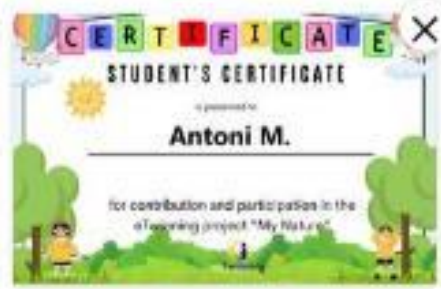 CERTIFICATE
STUDENT'S CERTIFICATE
is presented to
Antoni M.
for contribution and participation in the
eTwinning project "My Nature"